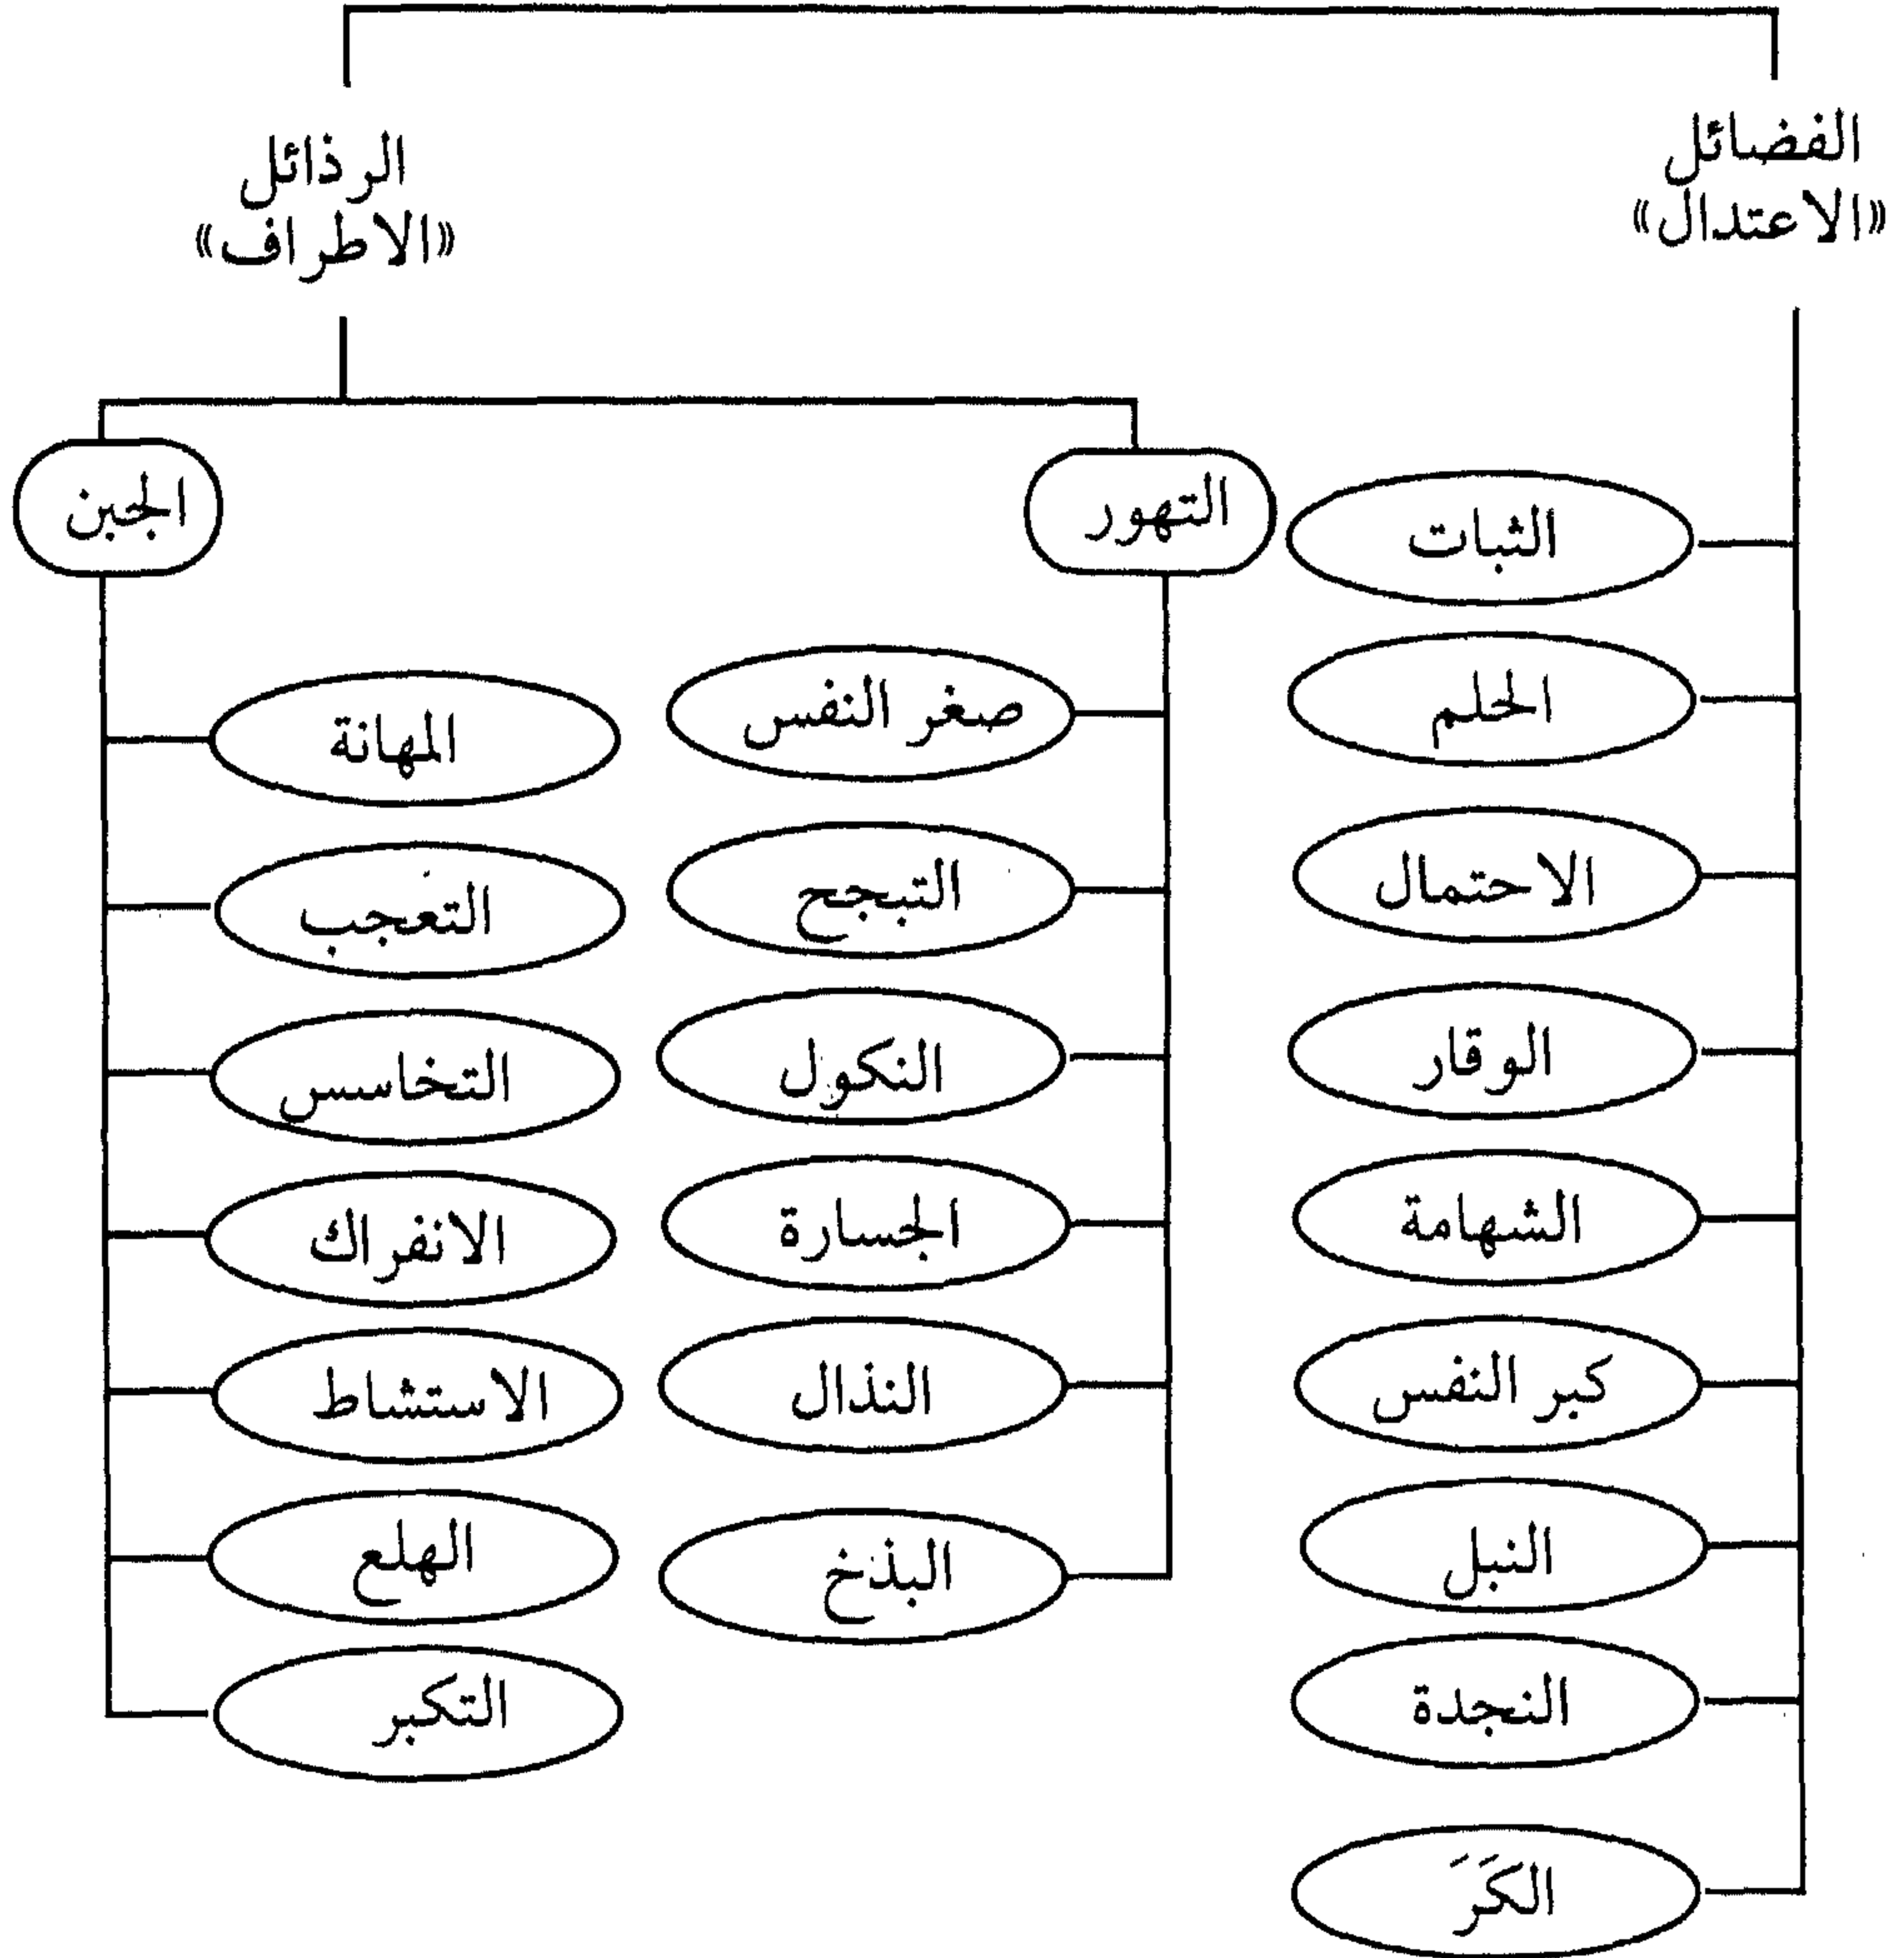 الفضائل
«الاعتدال»
الرذائل
«الاطراف»
الثبات
الحلم
الاحتمال
الوقار
الشهامة
كبر النفس
النبل
النجدة
الكَرَ
التهور
صغر النفس
التبجح
النكول
الجسارة
النذال
البذخ
الجبن
المهانة
التعجب
التخاسس
الانفراك
الاستشاط
الهلع
التكبر